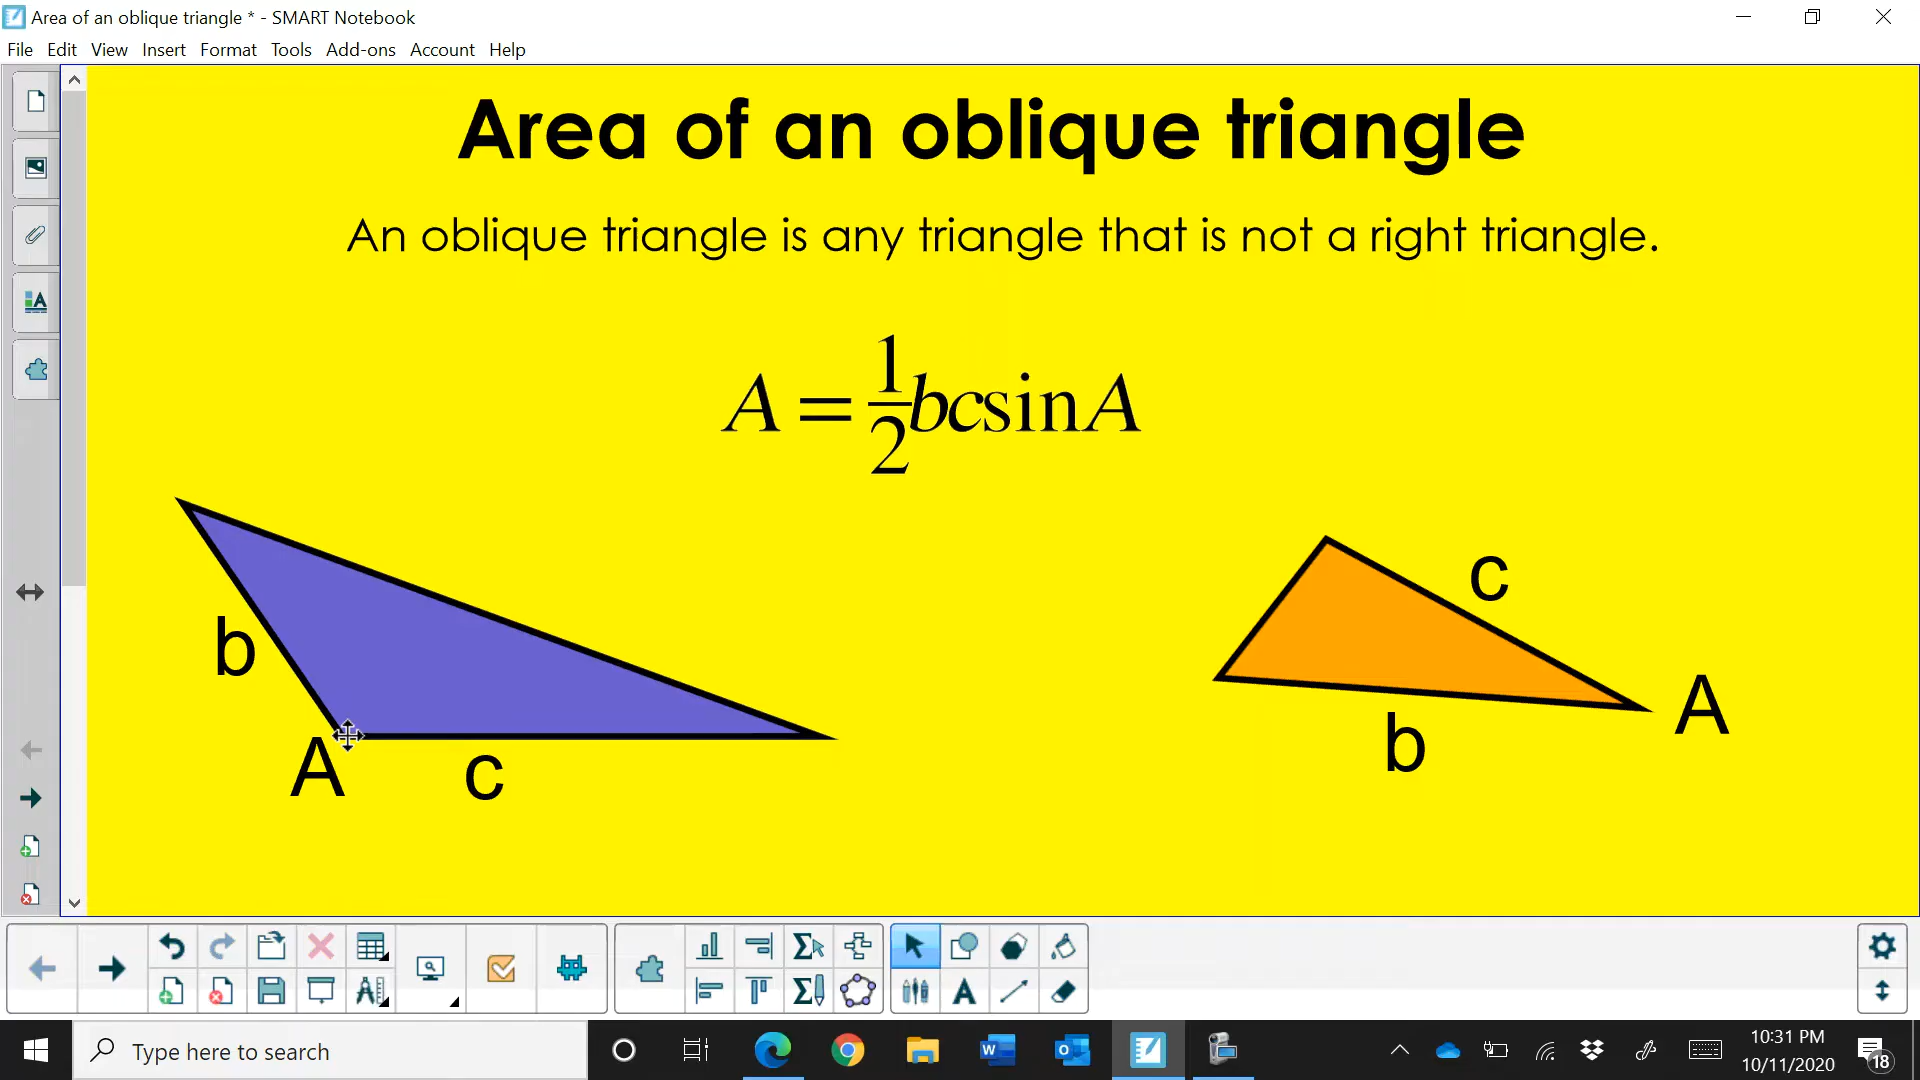 Area of an oblique triangle * - SMART Notebook
File Edit View Insert Format Tools Add-ons Account Help
Area of an oblique triangle
An oblique triangle is any triangle that is not a right triangle.
A = 1/2 bc sin A
c
b
A
b
A
c
Type here to search
10:31 PM
10/11/2020
18